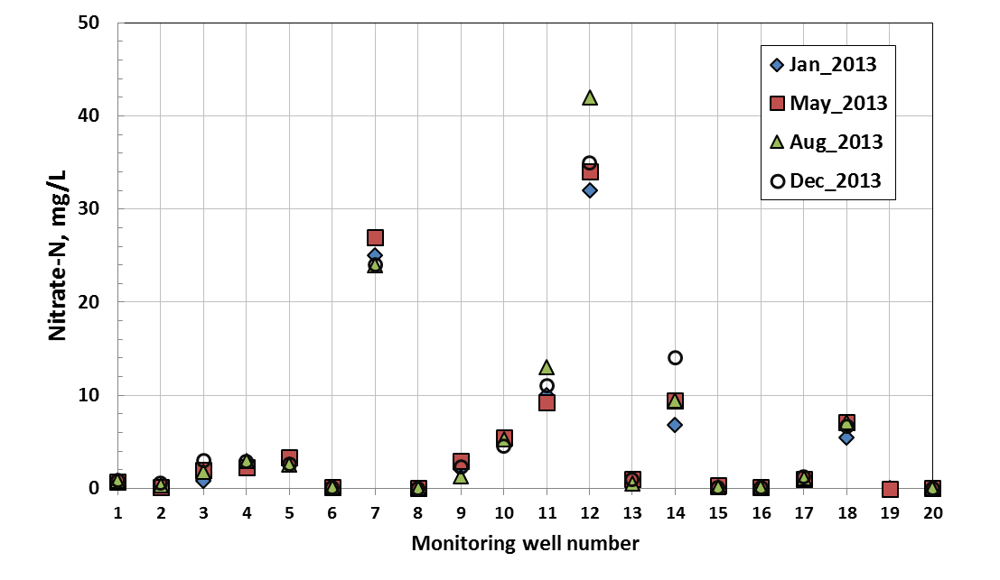 50
40
30
20
10
0
Nitrate-N, mg/L
Jan_2013
May_2013
Aug_2013
Dec_2013
1 2 3 4 5 6 7 8 9 10 11 12 13 14 15 16 17 18 19 20
Monitoring well number